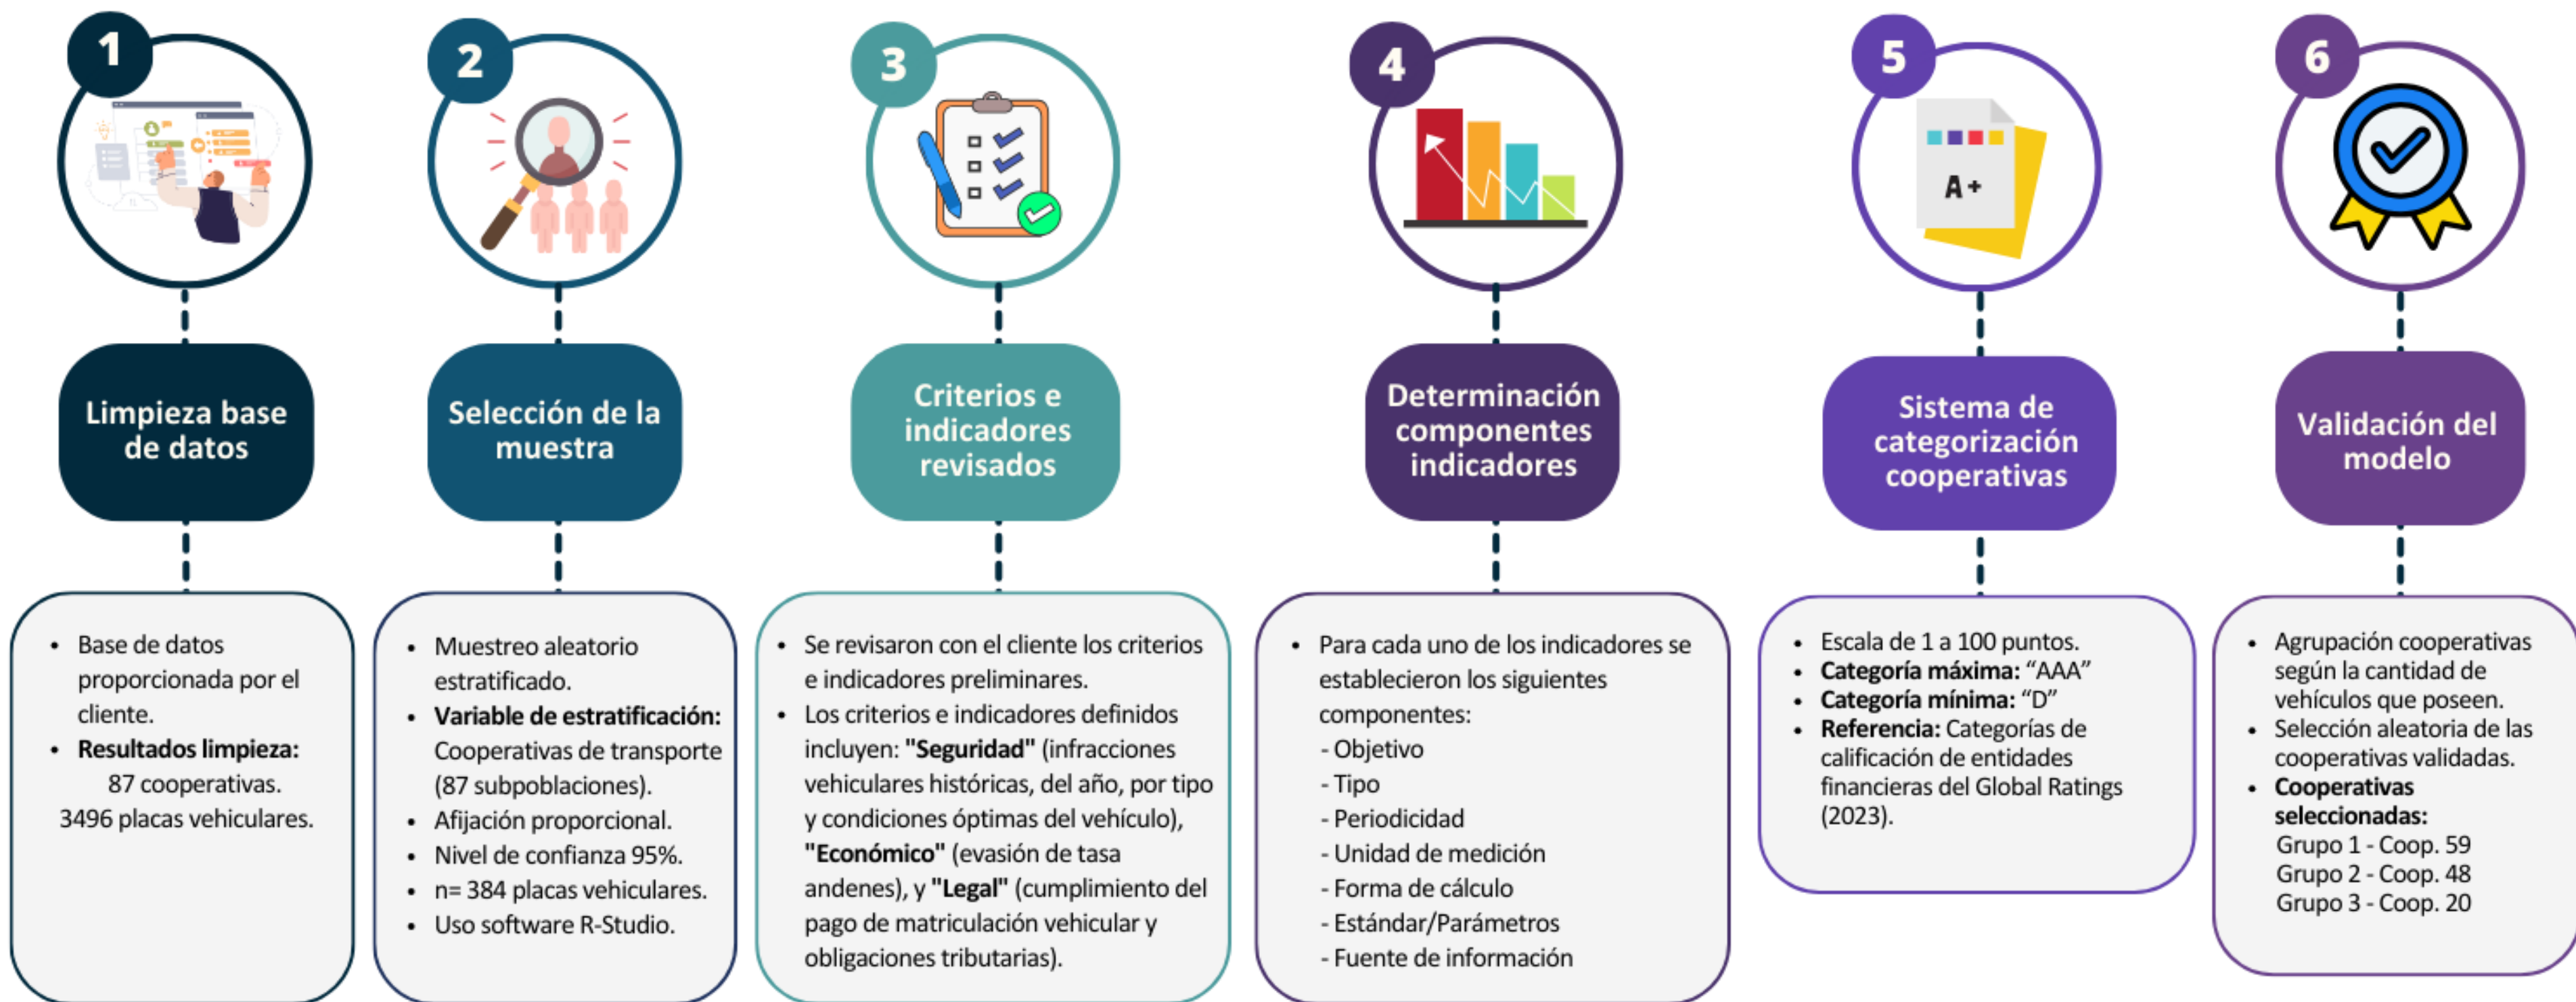 1
Limpieza base
de datos
• Base de datos
proporcionada por el
cliente.
• Resultados limpieza:
87 cooperativas.
3496 placas vehiculares.
2
Selección de la
muestra
• Muestreo aleatorio
estratificado.
• Variable de estratificación:
Cooperativas de transporte
(87 subpoblaciones).
• Afijación proporcional.
• Nivel de confianza 95%.
• n= 384 placas vehiculares.
• Uso software R-Studio.
3
Criterios e
indicadores
revisados
• Se revisaron con el cliente los criterios
e indicadores preliminares.
• Los criterios e indicadores definidos
incluyen: "Seguridad" (infracciones
vehiculares históricas, del año, por tipo
y condiciones óptimas del vehículo),
"Económico" (evasión de tasa
andenes), y "Legal" (cumplimiento del
pago de matriculación vehicular y
obligaciones tributarias).
4
Determinación
componentes
indicadores
• Para cada uno de los indicadores se
establecieron los siguientes
componentes:
- Objetivo
- Tipo
- Periodicidad
- Unidad de medición
- Forma de cálculo
- Estándar/Parámetros
- Fuente de información
5
A+
Sistema de
categorización
cooperativas
• Escala de 1 a 100 puntos.
• Categoría máxima: “AAA”
• Categoría mínima: “D”
• Referencia: Categorías de
calificación de entidades
financieras del Global Ratings
(2023).
6
Validación del
modelo
• Agrupación cooperativas
según la cantidad de
vehículos que poseen.
• Selección aleatoria de las
cooperativas validadas.
• Cooperativas
seleccionadas:
Grupo 1 - Coop. 59
Grupo 2 - Coop. 48
Grupo 3 - Coop. 20